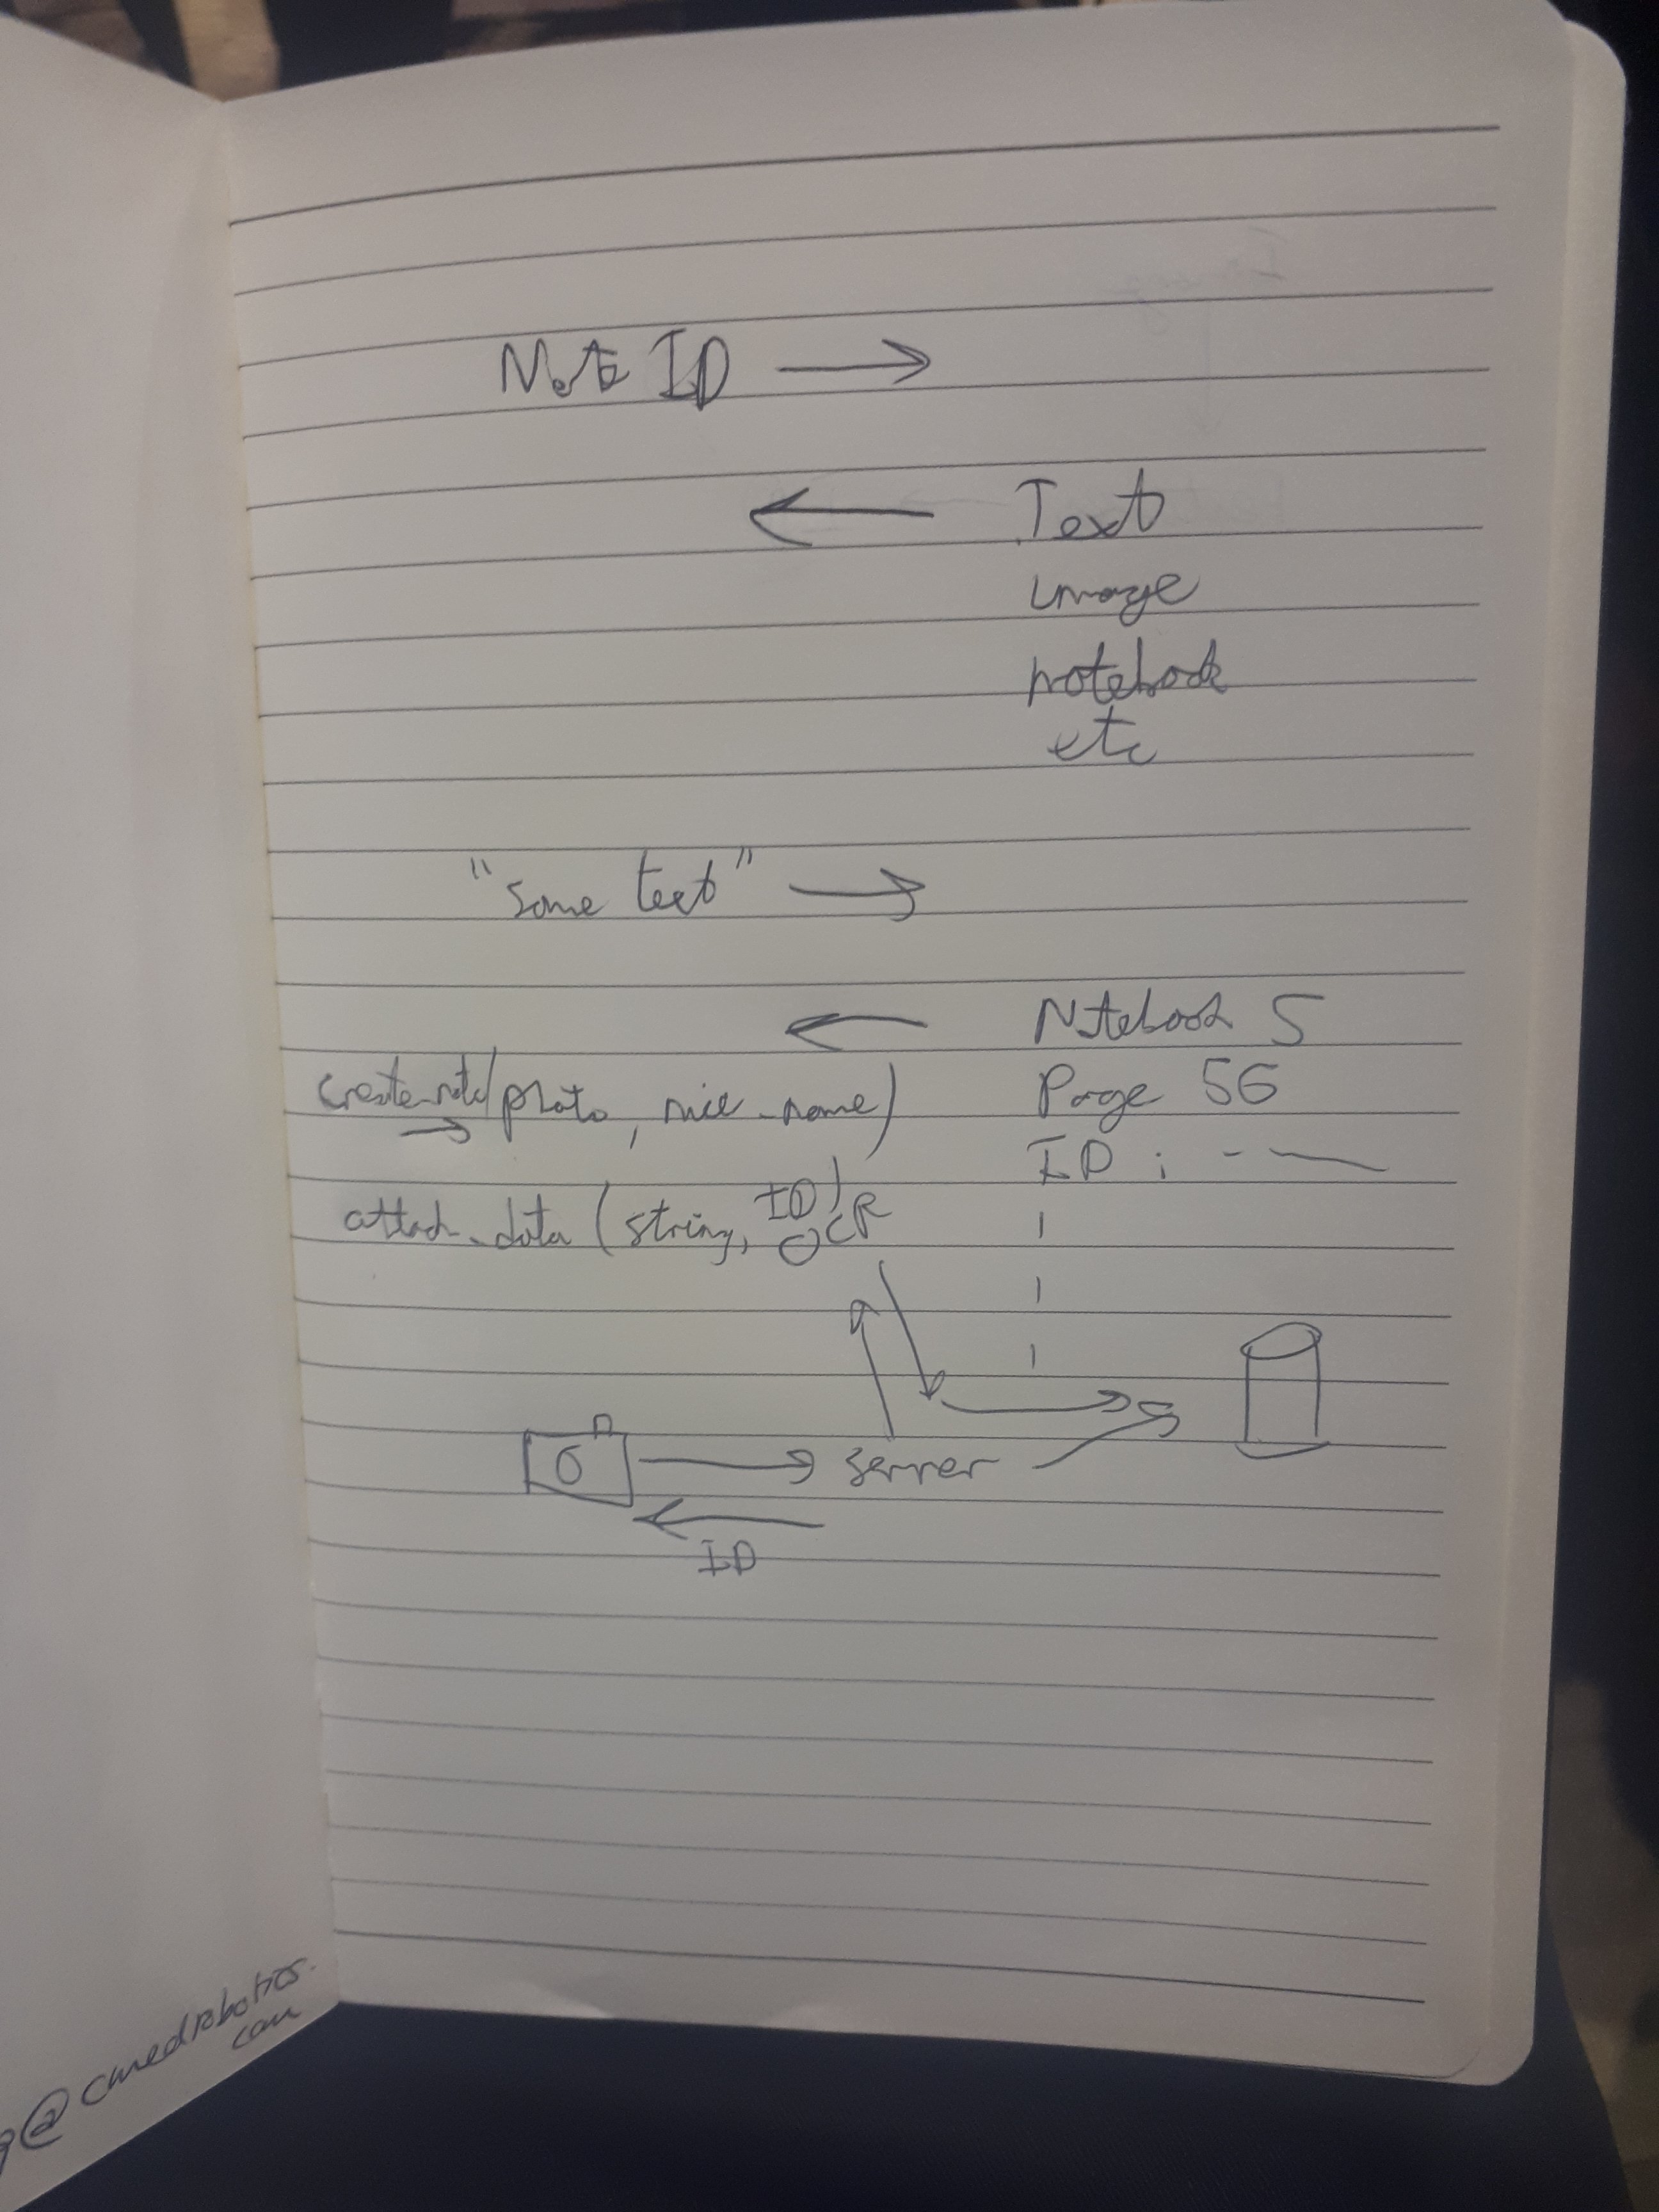 Note ID →
← Text
image
notebook
etc
"some text" →
← Notebook 5
Page 56
ID : - —
create_note(photo, nice_name)
→
attach_data (string, ID)
OCR
server
ID
@cmedrobotics.
com